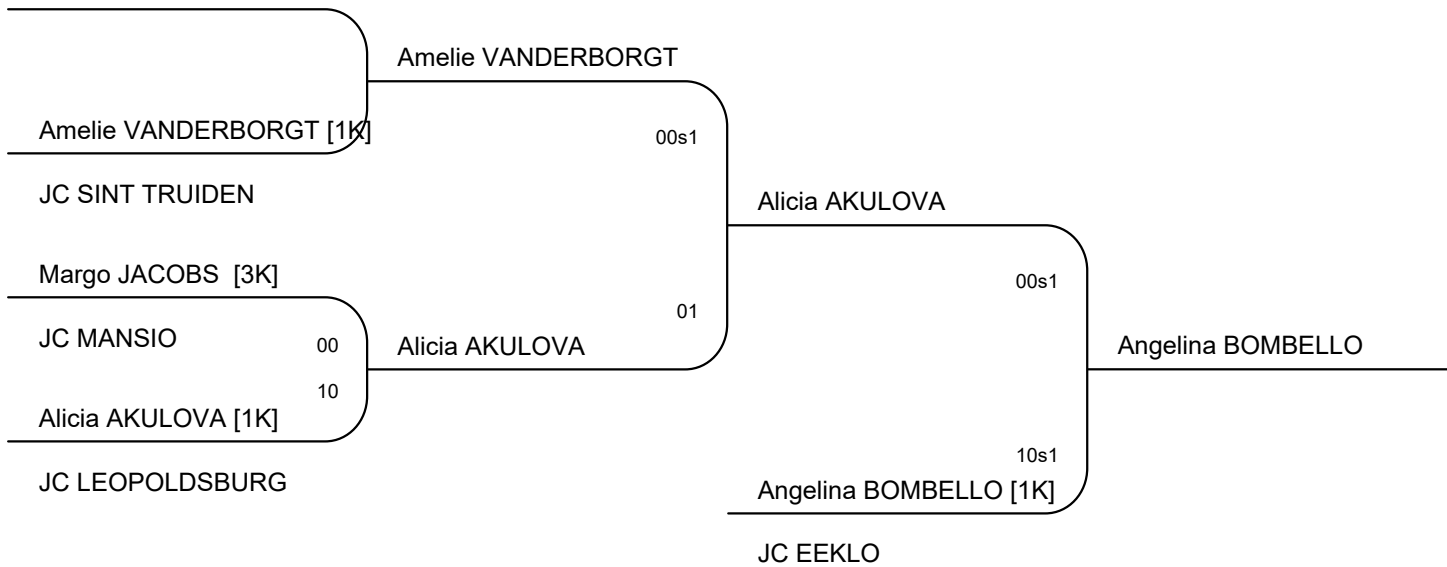 Amelie VANDERBORGT
Amelie VANDERBORGT [1K]
00s1
JC SINT TRUIDEN
Alicia AKULOVA
Margo JACOBS  [3K]
00s1
JC MANSIO
00
01
Alicia AKULOVA
Angelina BOMBELLO
10
Alicia AKULOVA [1K]
10s1
JC LEOPOLDSBURG
Angelina BOMBELLO [1K]
JC EEKLO